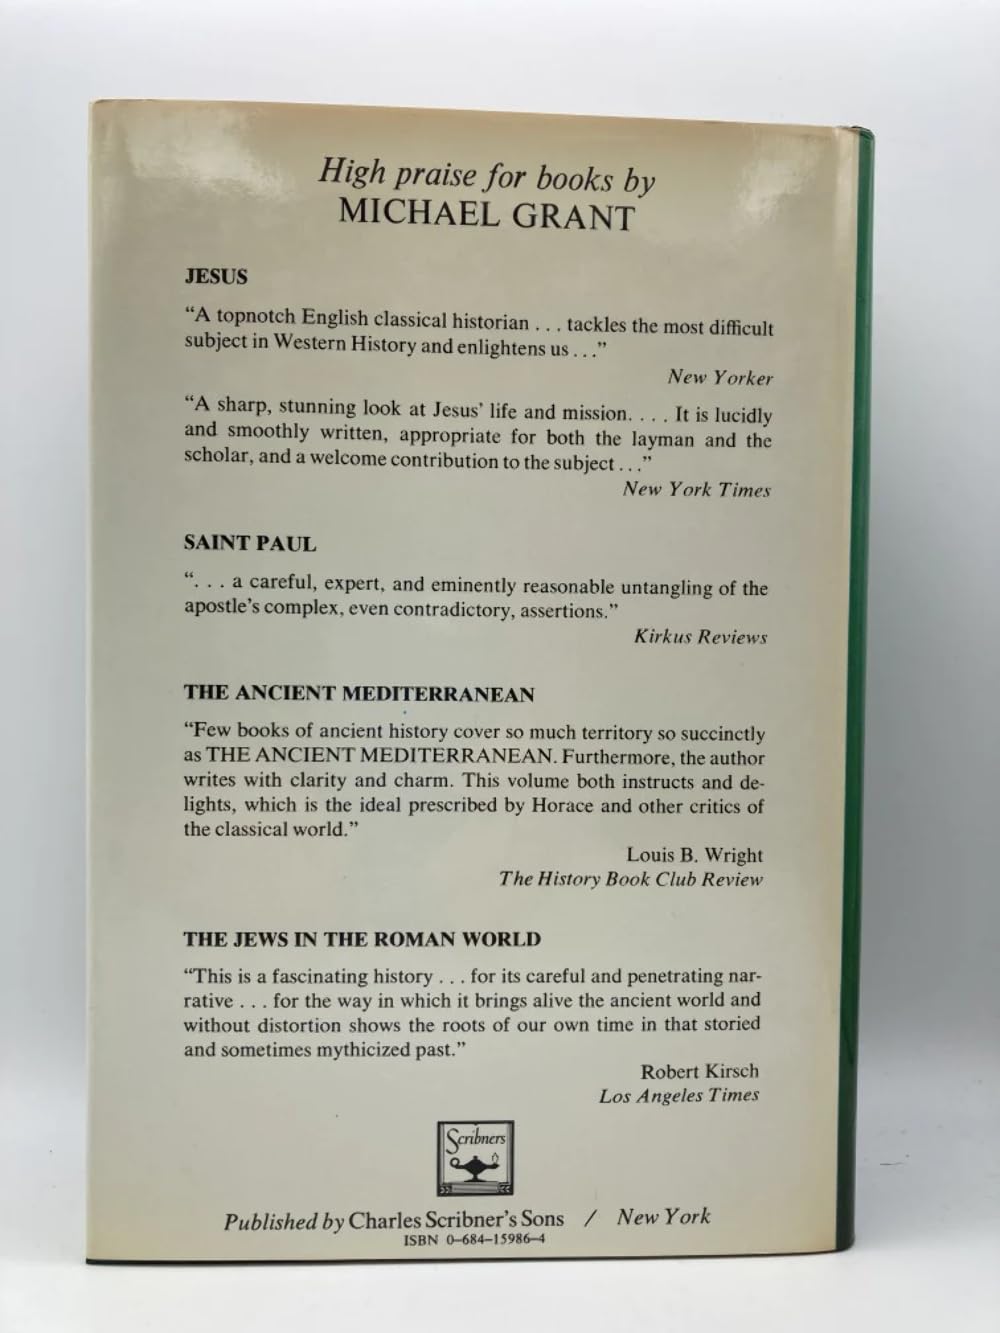 High praise for books by
MICHAEL GRANT
JESUS
“A topnotch English classical historian . . . tackles the most difficult
subject in Western History and enlightens us . . .”
New Yorker
“A sharp, stunning look at Jesus’ life and mission. . . . It is lucidly
and smoothly written, appropriate for both the layman and the
scholar, and a welcome contribution to the subject . . .”
New York Times
SAINT PAUL
“. . . a careful, expert, and eminently reasonable untangling of the
apostle’s complex, even contradictory, assertions.”
Kirkus Reviews
THE ANCIENT MEDITERRANEAN
“Few books of ancient history cover so much territory so succinctly
as THE ANCIENT MEDITERRANEAN. Furthermore, the author
writes with clarity and charm. This volume both instructs and de-
lights, which is the ideal prescribed by Horace and other critics of
the classical world.”
Louis B. Wright
The History Book Club Review
THE JEWS IN THE ROMAN WORLD
“This is a fascinating history . . . for its careful and penetrating nar-
rative . . . for the way in which it brings alive the ancient world and
without distortion shows the roots of our own time in that storied
and sometimes mythicized past.”
Robert Kirsch
Los Angeles Times
Scribners
Published by Charles Scribner’s Sons / New York
ISBN 0-684-15986-4